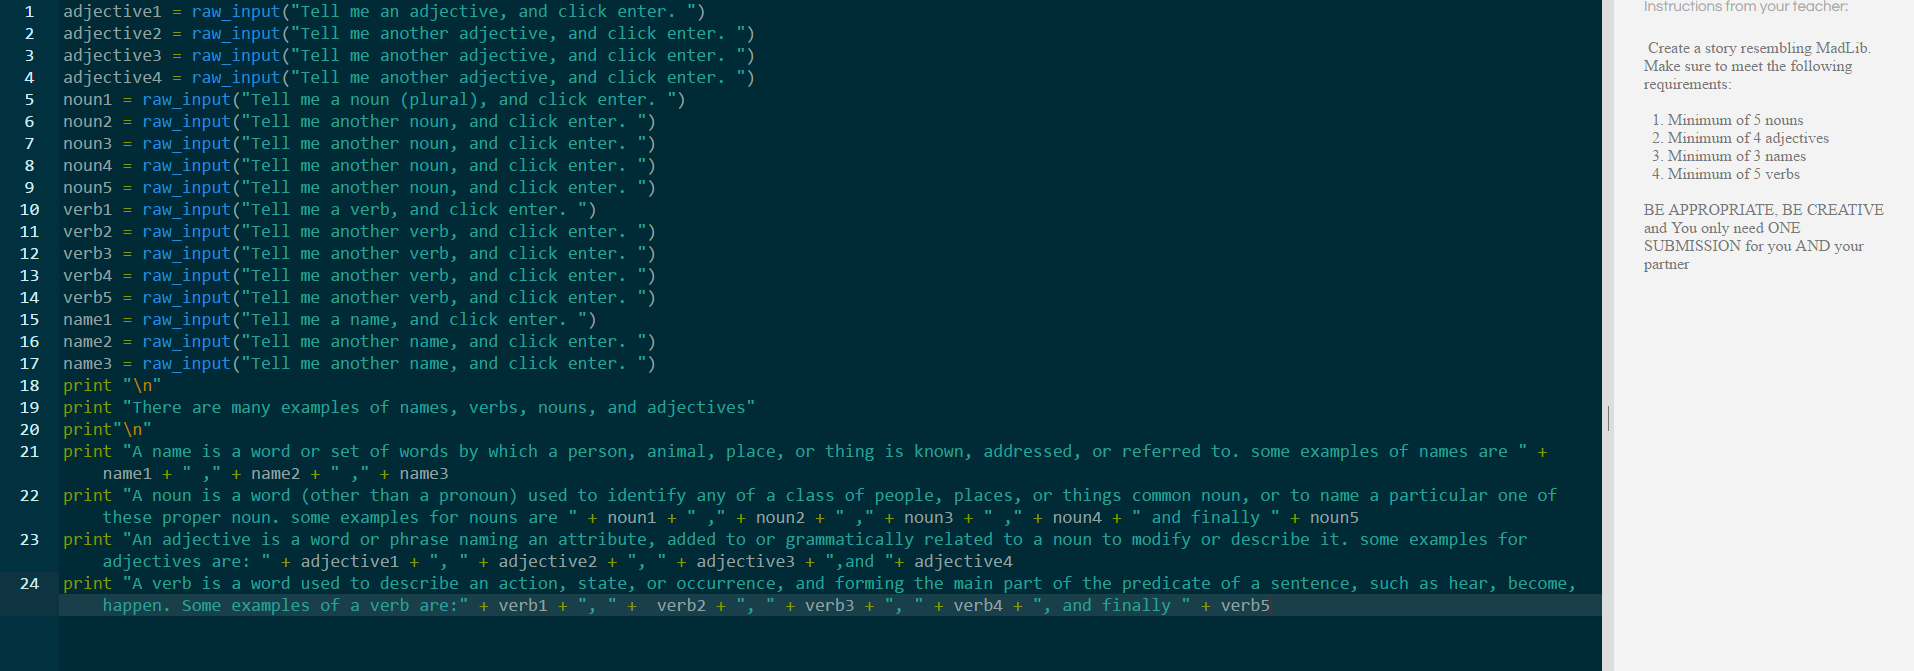 1 adjective1 = raw_input("Tell me an adjective, and click enter. ")
2 adjective2 = raw_input("Tell me another adjective, and click enter. ")
3 adjective3 = raw_input("Tell me another adjective, and click enter. ")
4 adjective4 = raw_input("Tell me another adjective, and click enter. ")
5 noun1 = raw_input("Tell me a noun (plural), and click enter. ")
6 noun2 = raw_input("Tell me another noun, and click enter. ")
7 noun3 = raw_input("Tell me another noun, and click enter. ")
8 noun4 = raw_input("Tell me another noun, and click enter. ")
9 noun5 = raw_input("Tell me another noun, and click enter. ")
10 verb1 = raw_input("Tell me a verb, and click enter. ")
11 verb2 = raw_input("Tell me another verb, and click enter. ")
12 verb3 = raw_input("Tell me another verb, and click enter. ")
13 verb4 = raw_input("Tell me another verb, and click enter. ")
14 verb5 = raw_input("Tell me another verb, and click enter. ")
15 name1 = raw_input("Tell me a name, and click enter. ")
16 name2 = raw_input("Tell me another name, and click enter. ")
17 name3 = raw_input("Tell me another name, and click enter. ")
18 print "\n"
19 print "There are many examples of names, verbs, nouns, and adjectives"
20 print"\n"
21 print "A name is a word or set of words by which a person, animal, place, or thing is known, addressed, or referred to. some examples of names are " +
name1 + " ," + name2 + " ," + name3
22 print "A noun is a word (other than a pronoun) used to identify any of a class of people, places, or things common noun, or to name a particular one of
these proper noun. some examples for nouns are " + noun1 + " ," + noun2 + " ," + noun3 + " ," + noun4 + " and finally " + noun5
23 print "An adjective is a word or phrase naming an attribute, added to or grammatically related to a noun to modify or describe it. some examples for
adjectives are: " + adjective1 + ", " + adjective2 + ", " + adjective3 + ",and "+ adjective4
24 print "A verb is a word used to describe an action, state, or occurrence, and forming the main part of the predicate of a sentence, such as hear, become,
happen. Some examples of a verb are:" + verb1 + ", " +  verb2 + ", " + verb3 + ", " + verb4 + ", and finally " + verb5
Instructions from your teacher:
Create a story resembling MadLib.
Make sure to meet the following
requirements:
1. Minimum of 5 nouns
2. Minimum of 4 adjectives
3. Minimum of 3 names
4. Minimum of 5 verbs
BE APPROPRIATE, BE CREATIVE
and You only need ONE
SUBMISSION for you AND your
partner